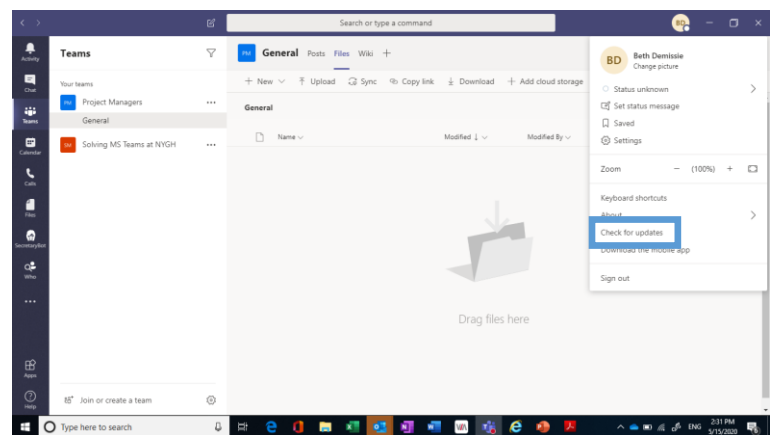 Search or type a command
BD
Activity
Chat
Teams
Calendar
Calls
Files
SecretaryBot
Who
Apps
Help
Teams
Your teams
PM Project Managers
General
SM Solving MS Teams at NYGH
Join or create a team
PM General Posts Files Wiki +
+ New Upload Sync Copy link Download + Add cloud storage
General
Name Modified Modified By
Drag files here
BD Beth Demissie
Change picture
Status unknown
Set status message
Saved
Settings
Zoom − (100%) +
Keyboard shortcuts
About
Check for updates
Download the mobile app
Sign out
Type here to search
ENG 2:31 PM
5/15/2020